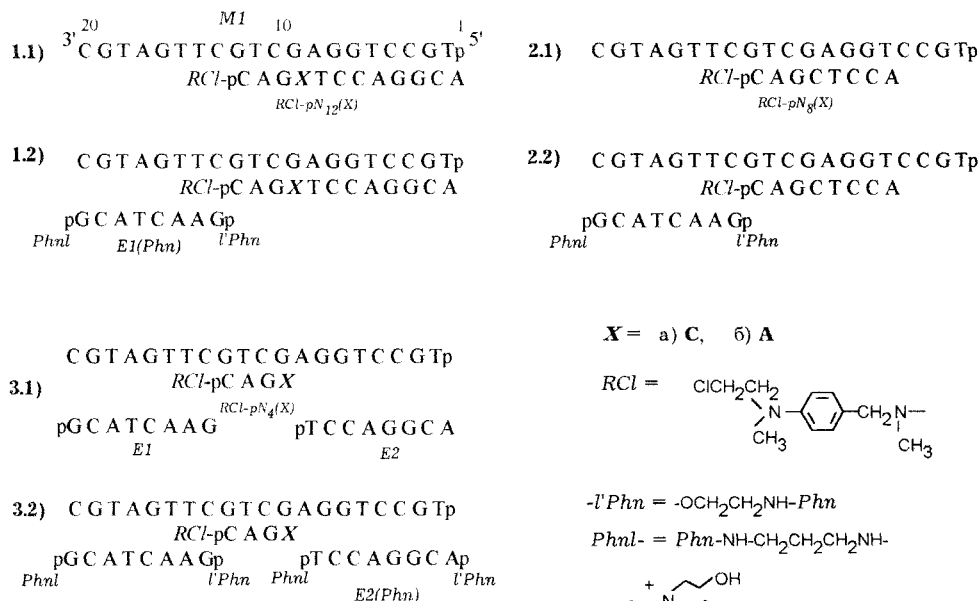 20 M1 10 1
1.1) 3' C G T A G T T C G T C G A G G T C C G Tp 5'
RCl-pC A G X T C C A G G C A
RCl-pN12(X)
1.2) C G T A G T T C G T C G A G G T C C G Tp
RCl-pC A G X T C C A G G C A
pG C A T C A A Gp
Phnl E1(Phn) l'Phn
2.1) C G T A G T T C G T C G A G G T C C G Tp
RCl-pC A G C T C C A
RCl-pN8(X)
2.2) C G T A G T T C G T C G A G G T C C G Tp
RCl-pC A G C T C C A
pG C A T C A A Gp
Phnl l'Phn
3.1) C G T A G T T C G T C G A G G T C C G Tp
RCl-pC A G X
RCl-pN4(X)
pG C A T C A A G pT C C A G G C A
E1 E2
3.2) C G T A G T T C G T C G A G G T C C G Tp
RCl-pC A G X
pG C A T C A A Gp pT C C A G G C Ap
Phnl l'Phn Phnl l'Phn
E2(Phn)
X = а) C, б) A
RCl = ClCH2CH2
N CH2N
CH3 CH3
-l'Phn = -OCH2CH2NH-Phn
Phnl- = Phn-NH-CH2CH2CH2NH-
+ OH
N